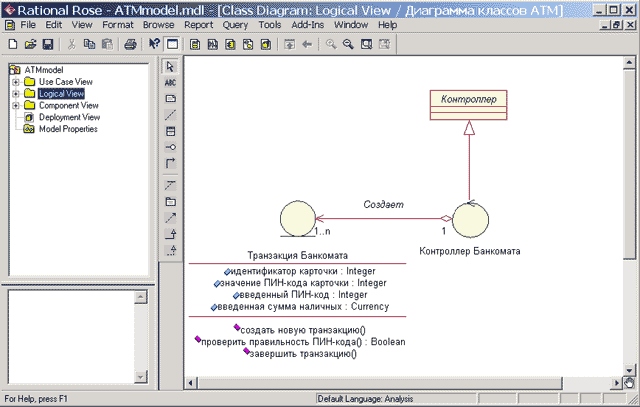 Rational Rose - ATMmodel.mdl - [Class Diagram: Logical View / Диаграмма классов ATM]
File Edit View Format Browse Report Query Tools Add-Ins Window Help
ABC
ATMmodel
Use Case View
Logical View
Component View
Deployment View
Model Properties
Контроллер
Создает
1..n
1
Контроллер Банкомата
Транзакция Банкомата
идентификатор карточки : Integer
значение ПИН-кода карточки : Integer
введенный ПИН-код : Integer
введенная сумма наличных : Currency
создать новую транзакцию()
проверить правильность ПИН-кода() : Boolean
завершить транзакцию()
For Help, press F1
Default Language: Analysis